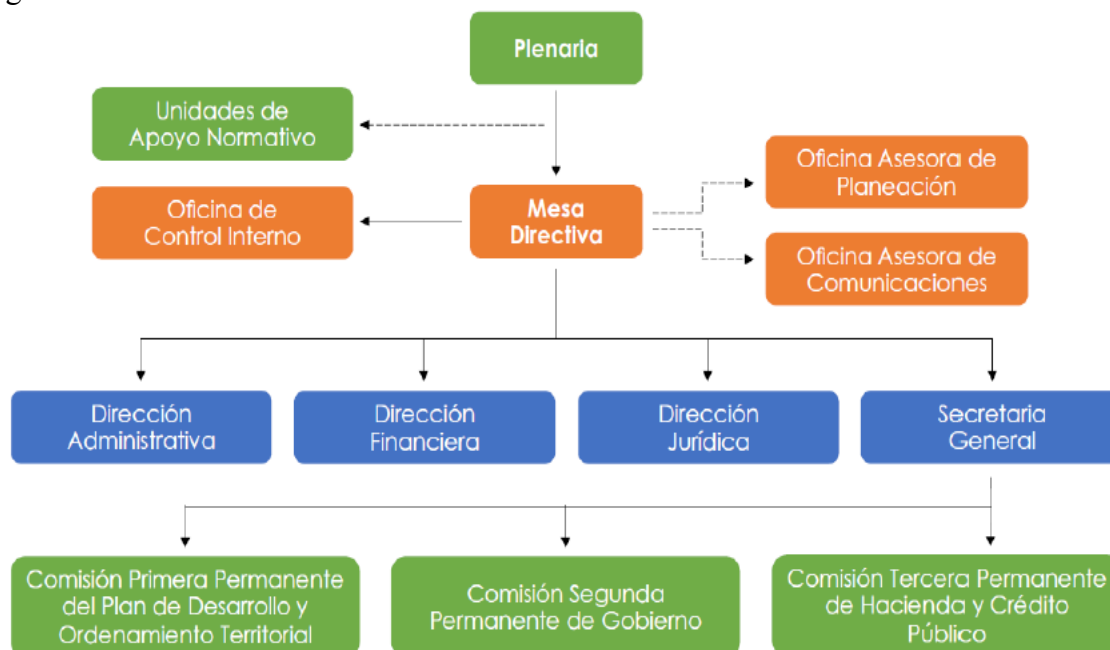 Plenaria
Unidades de
Apoyo Normativo
Oficina Asesora de
Planeación
Oficina de
Control Interno
Mesa
Directiva
Oficina Asesora de
Comunicaciones
Dirección
Administrativa
Dirección
Financiera
Dirección
Jurídica
Secretaria
General
Comisión Primera Permanente
del Plan de Desarrollo y
Ordenamiento Territorial
Comisión Segunda
Permanente de Gobierno
Comisión Tercera Permanente
de Hacienda y Crédito
Público